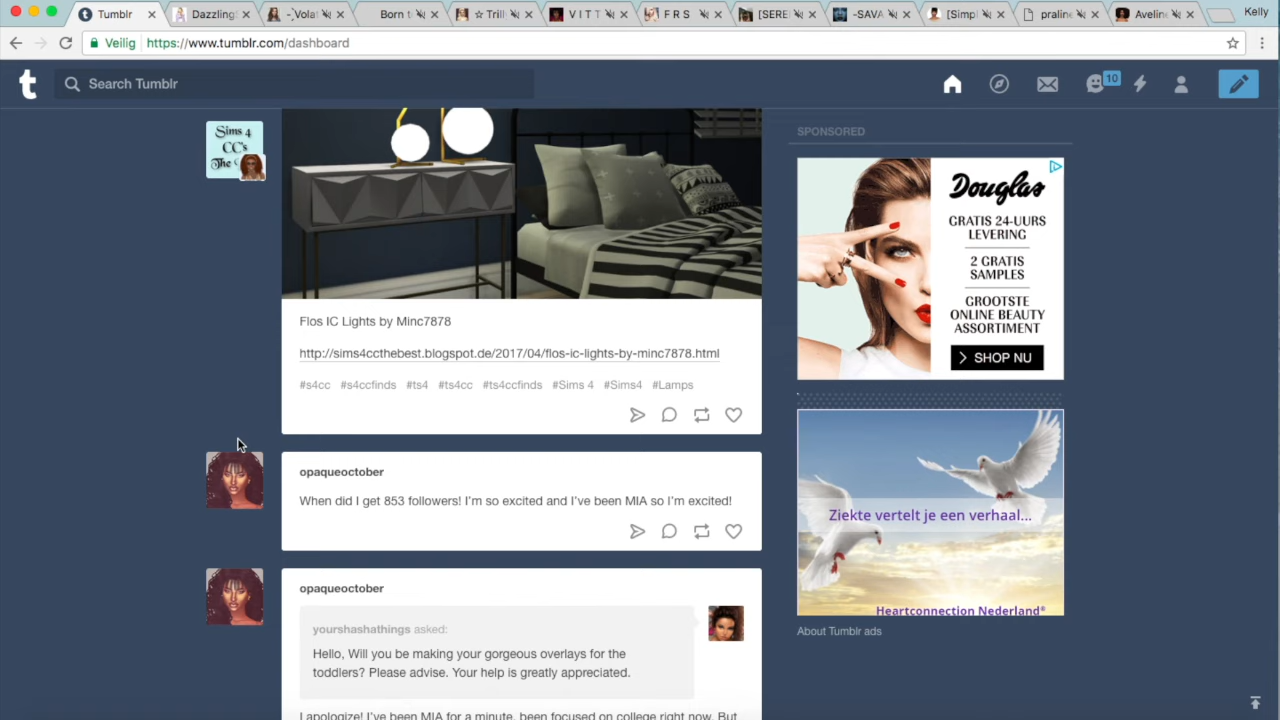 Tumblr
Dazzling
-Vola
Born t
☆ Trill
V I T T
F R S
[SERE
-SAVA
[Simp
praline
Aveline
Kelly
Veilig
https://www.tumblr.com/dashboard
t
Search Tumblr
10
Sims 4
CC's
The
SPONSORED
Douglas
GRATIS 24-UURS
LEVERING
2 GRATIS
SAMPLES
GROOTSTE
ONLINE BEAUTY
ASSORTIMENT
SHOP NU
Flos IC Lights by Minc7878
http://sims4ccthebest.blogspot.de/2017/04/flos-ic-lights-by-minc7878.html
#s4cc #s4ccfinds #ts4 #ts4cc #ts4ccfinds #Sims 4 #Sims4 #Lamps
opaqueoctober
When did I get 853 followers! I'm so excited and I've been MIA so I'm excited!
Ziekte vertelt je een verhaal...
Heartconnection Nederland®
About Tumblr ads
opaqueoctober
yourshashathings asked:
Hello, Will you be making your gorgeous overlays for the
toddlers? Please advise. Your help is greatly appreciated.
I apologize! I've been MIA for a minute, been focused on college right now. But